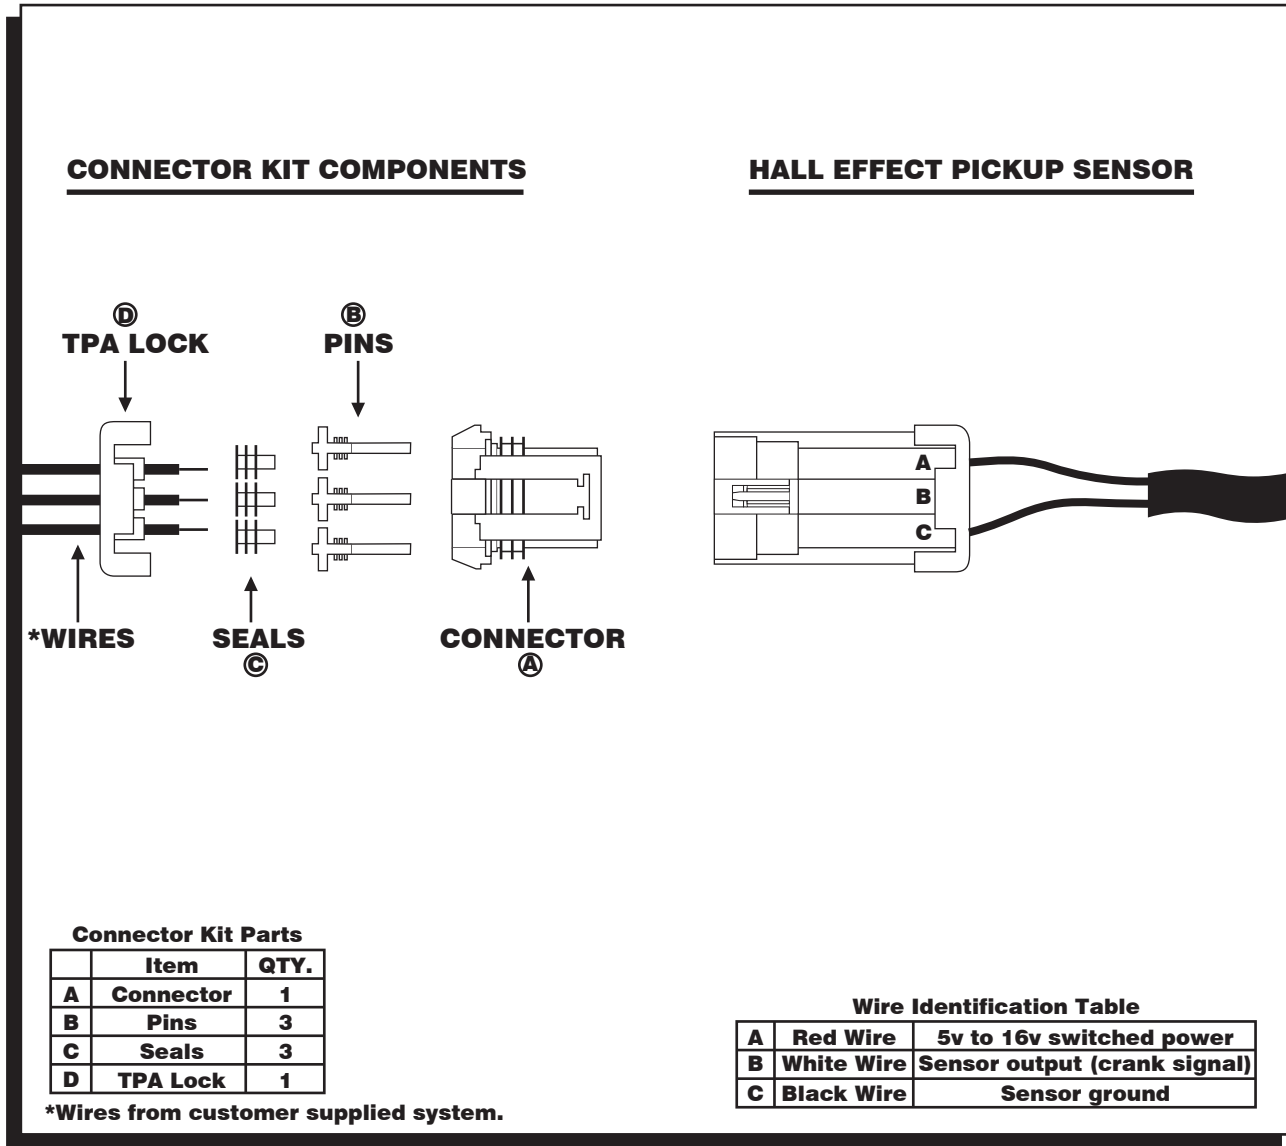 CONNECTOR KIT COMPONENTS
HALL EFFECT PICKUP SENSOR
D
TPA LOCK
B
PINS
A
B
C
*WIRES
SEALS
C
CONNECTOR
A
Connector Kit Parts
Item QTY.
A Connector 1
B Pins 3
C Seals 3
D TPA Lock 1
*Wires from customer supplied system.
Wire Identification Table
A Red Wire 5v to 16v switched power
B White Wire Sensor output (crank signal)
C Black Wire Sensor ground